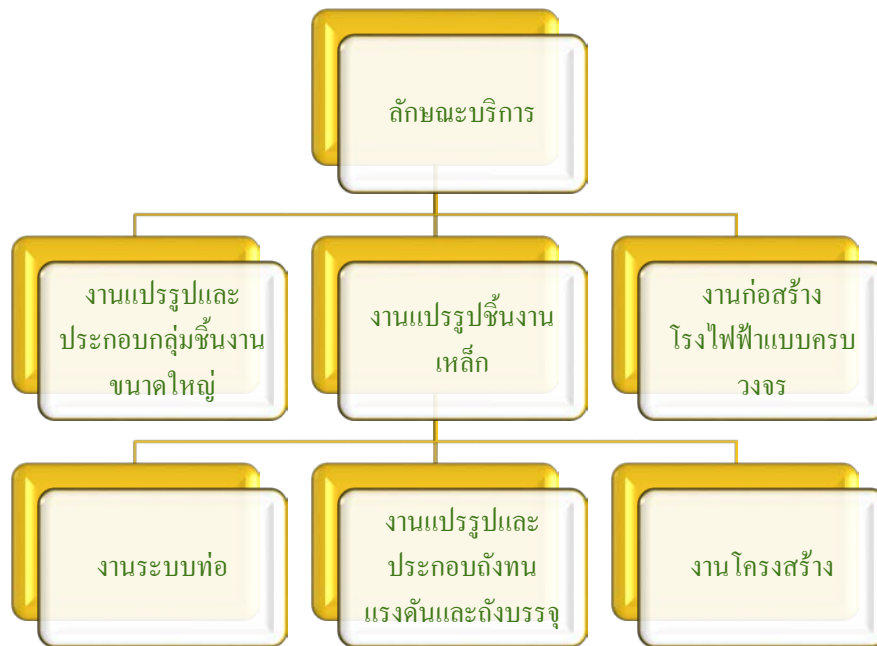 ลักษณะบริการ
งานแปรรูปและ
ประกอบกลุ่มชิ้นงาน
ขนาดใหญ่
งานแปรรูปชิ้นงาน
เหล็ก
งานก่อสร้าง
โรงไฟฟ้าแบบครบ
วงจร
งานระบบท่อ
งานแปรรูปและ
ประกอบถังทน
แรงดันและถังบรรจุ
งานโครงสร้าง